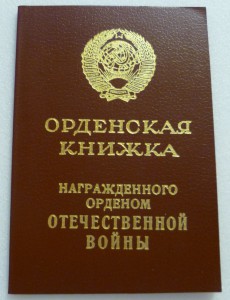 ОРДЕНСКАЯ
КНИЖКА
НАГРАЖДЕННОГО
ОРДЕНОМ
ОТЕЧЕСТВЕННОЙ
ВОЙНЫ